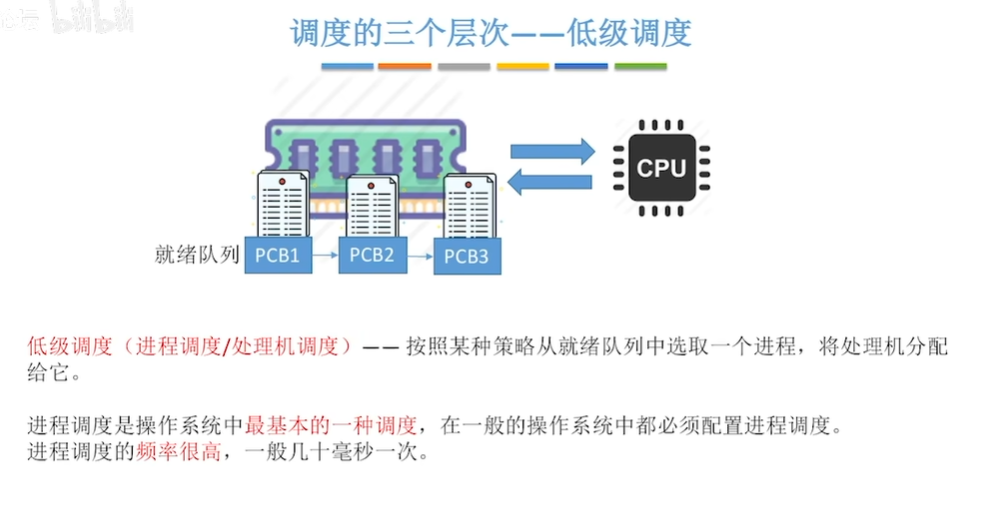 bilibili
调度的三个层次——低级调度
CPU
就绪队列 PCB1 PCB2 PCB3
低级调度（进程调度/处理机调度）—— 按照某种策略从就绪队列中选取一个进程，将处理机分配
给它。
进程调度是操作系统中最基本的一种调度，在一般的操作系统中都必须配置进程调度。
进程调度的频率很高，一般几十毫秒一次。